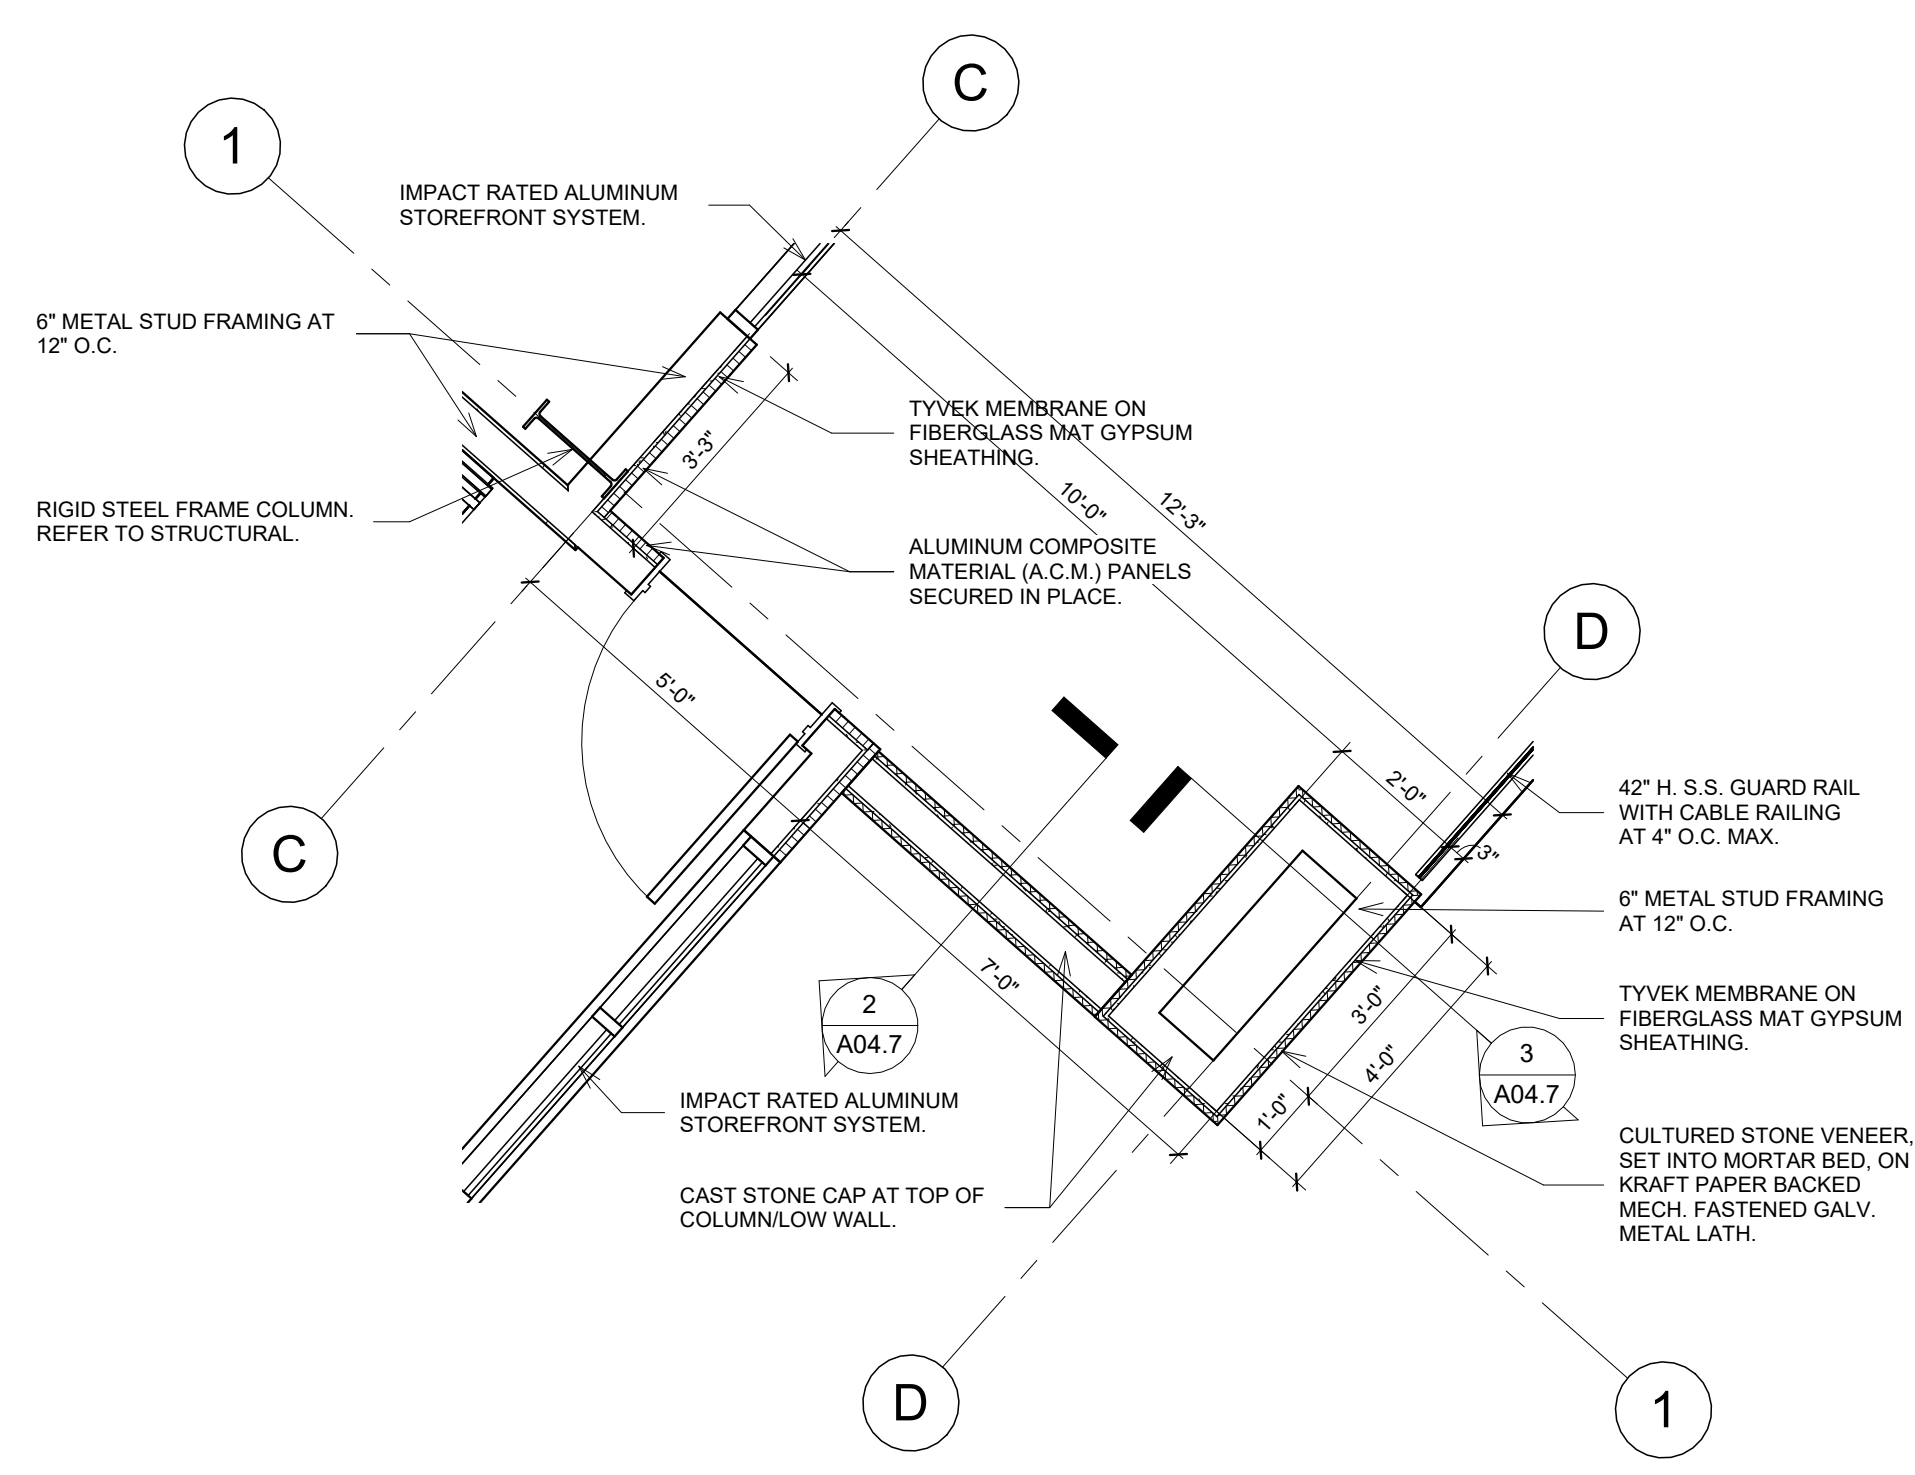 C
1
IMPACT RATED ALUMINUM
STOREFRONT SYSTEM.
6" METAL STUD FRAMING AT
12" O.C.
TYVEK MEMBRANE ON
FIBERGLASS MAT GYPSUM
SHEATHING.
3'-3"
10'-0"
12'-3"
RIGID STEEL FRAME COLUMN.
REFER TO STRUCTURAL.
ALUMINUM COMPOSITE
MATERIAL (A.C.M.) PANELS
SECURED IN PLACE.
D
5'-0"
2'-0"
3"
42" H. S.S. GUARD RAIL
WITH CABLE RAILING
AT 4" O.C. MAX.
C
6" METAL STUD FRAMING
AT 12" O.C.
7'-0"
3'-0"
4'-0"
1'-0"
2
A04.7
TYVEK MEMBRANE ON
FIBERGLASS MAT GYPSUM
SHEATHING.
3
A04.7
IMPACT RATED ALUMINUM
STOREFRONT SYSTEM.
CULTURED STONE VENEER,
SET INTO MORTAR BED, ON
KRAFT PAPER BACKED
MECH. FASTENED GALV.
METAL LATH.
CAST STONE CAP AT TOP OF
COLUMN/LOW WALL.
D
1